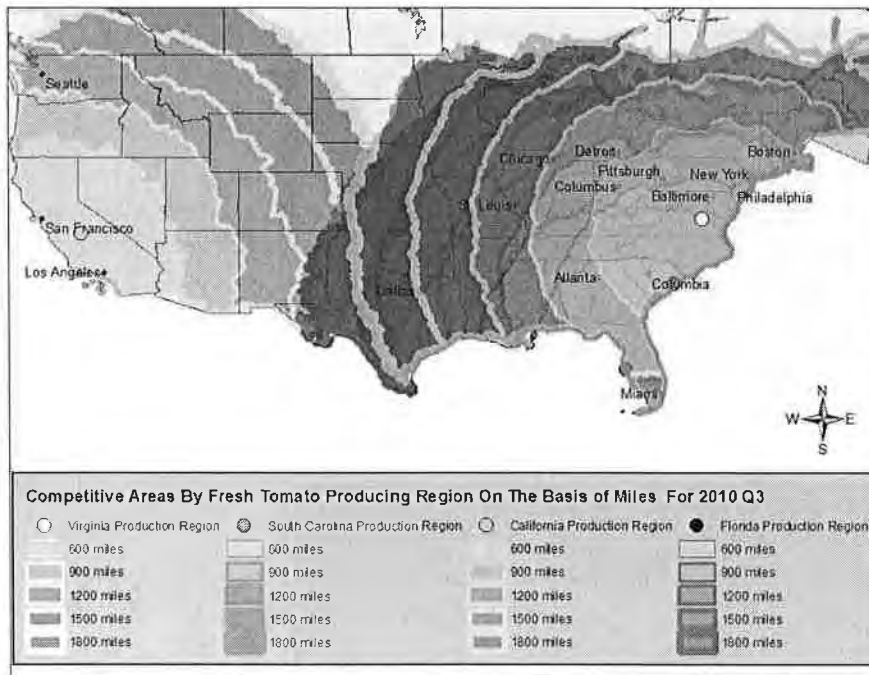 Seattle
San Francisco
Los Angeles
Chicago
Detroit
Boston
Pittsburgh
New York
Columbus
Baltimore
Philadelphia
St. Louis
Atlanta
Columbia
Dallas
Miami
N
W E
S
Competitive Areas By Fresh Tomato Producing Region On The Basis of Miles For 2010 Q3
Virginia Production Region South Carolina Production Region California Production Region Florida Production Region
600 miles 600 miles 600 miles 600 miles
900 miles 900 miles 900 miles 900 miles
1200 miles 1200 miles 1200 miles 1200 miles
1500 miles 1500 miles 1500 miles 1500 miles
1800 miles 1800 miles 1800 miles 1800 miles